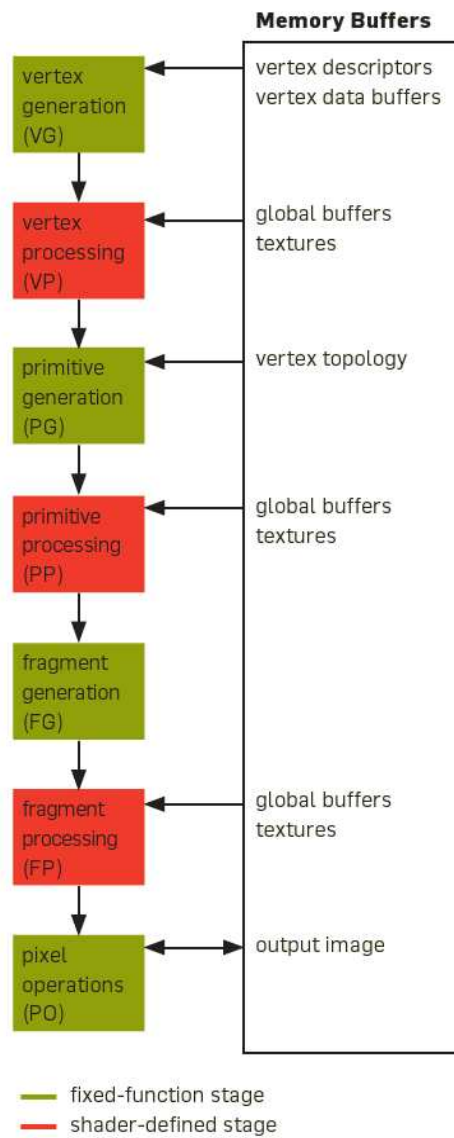 Memory Buffers
vertex
generation
(VG)
vertex descriptors
vertex data buffers
vertex
processing
(VP)
global buffers
textures
primitive
generation
(PG)
vertex topology
primitive
processing
(PP)
global buffers
textures
fragment
generation
(FG)
fragment
processing
(FP)
global buffers
textures
pixel
operations
(PO)
output image
fixed-function stage
shader-defined stage